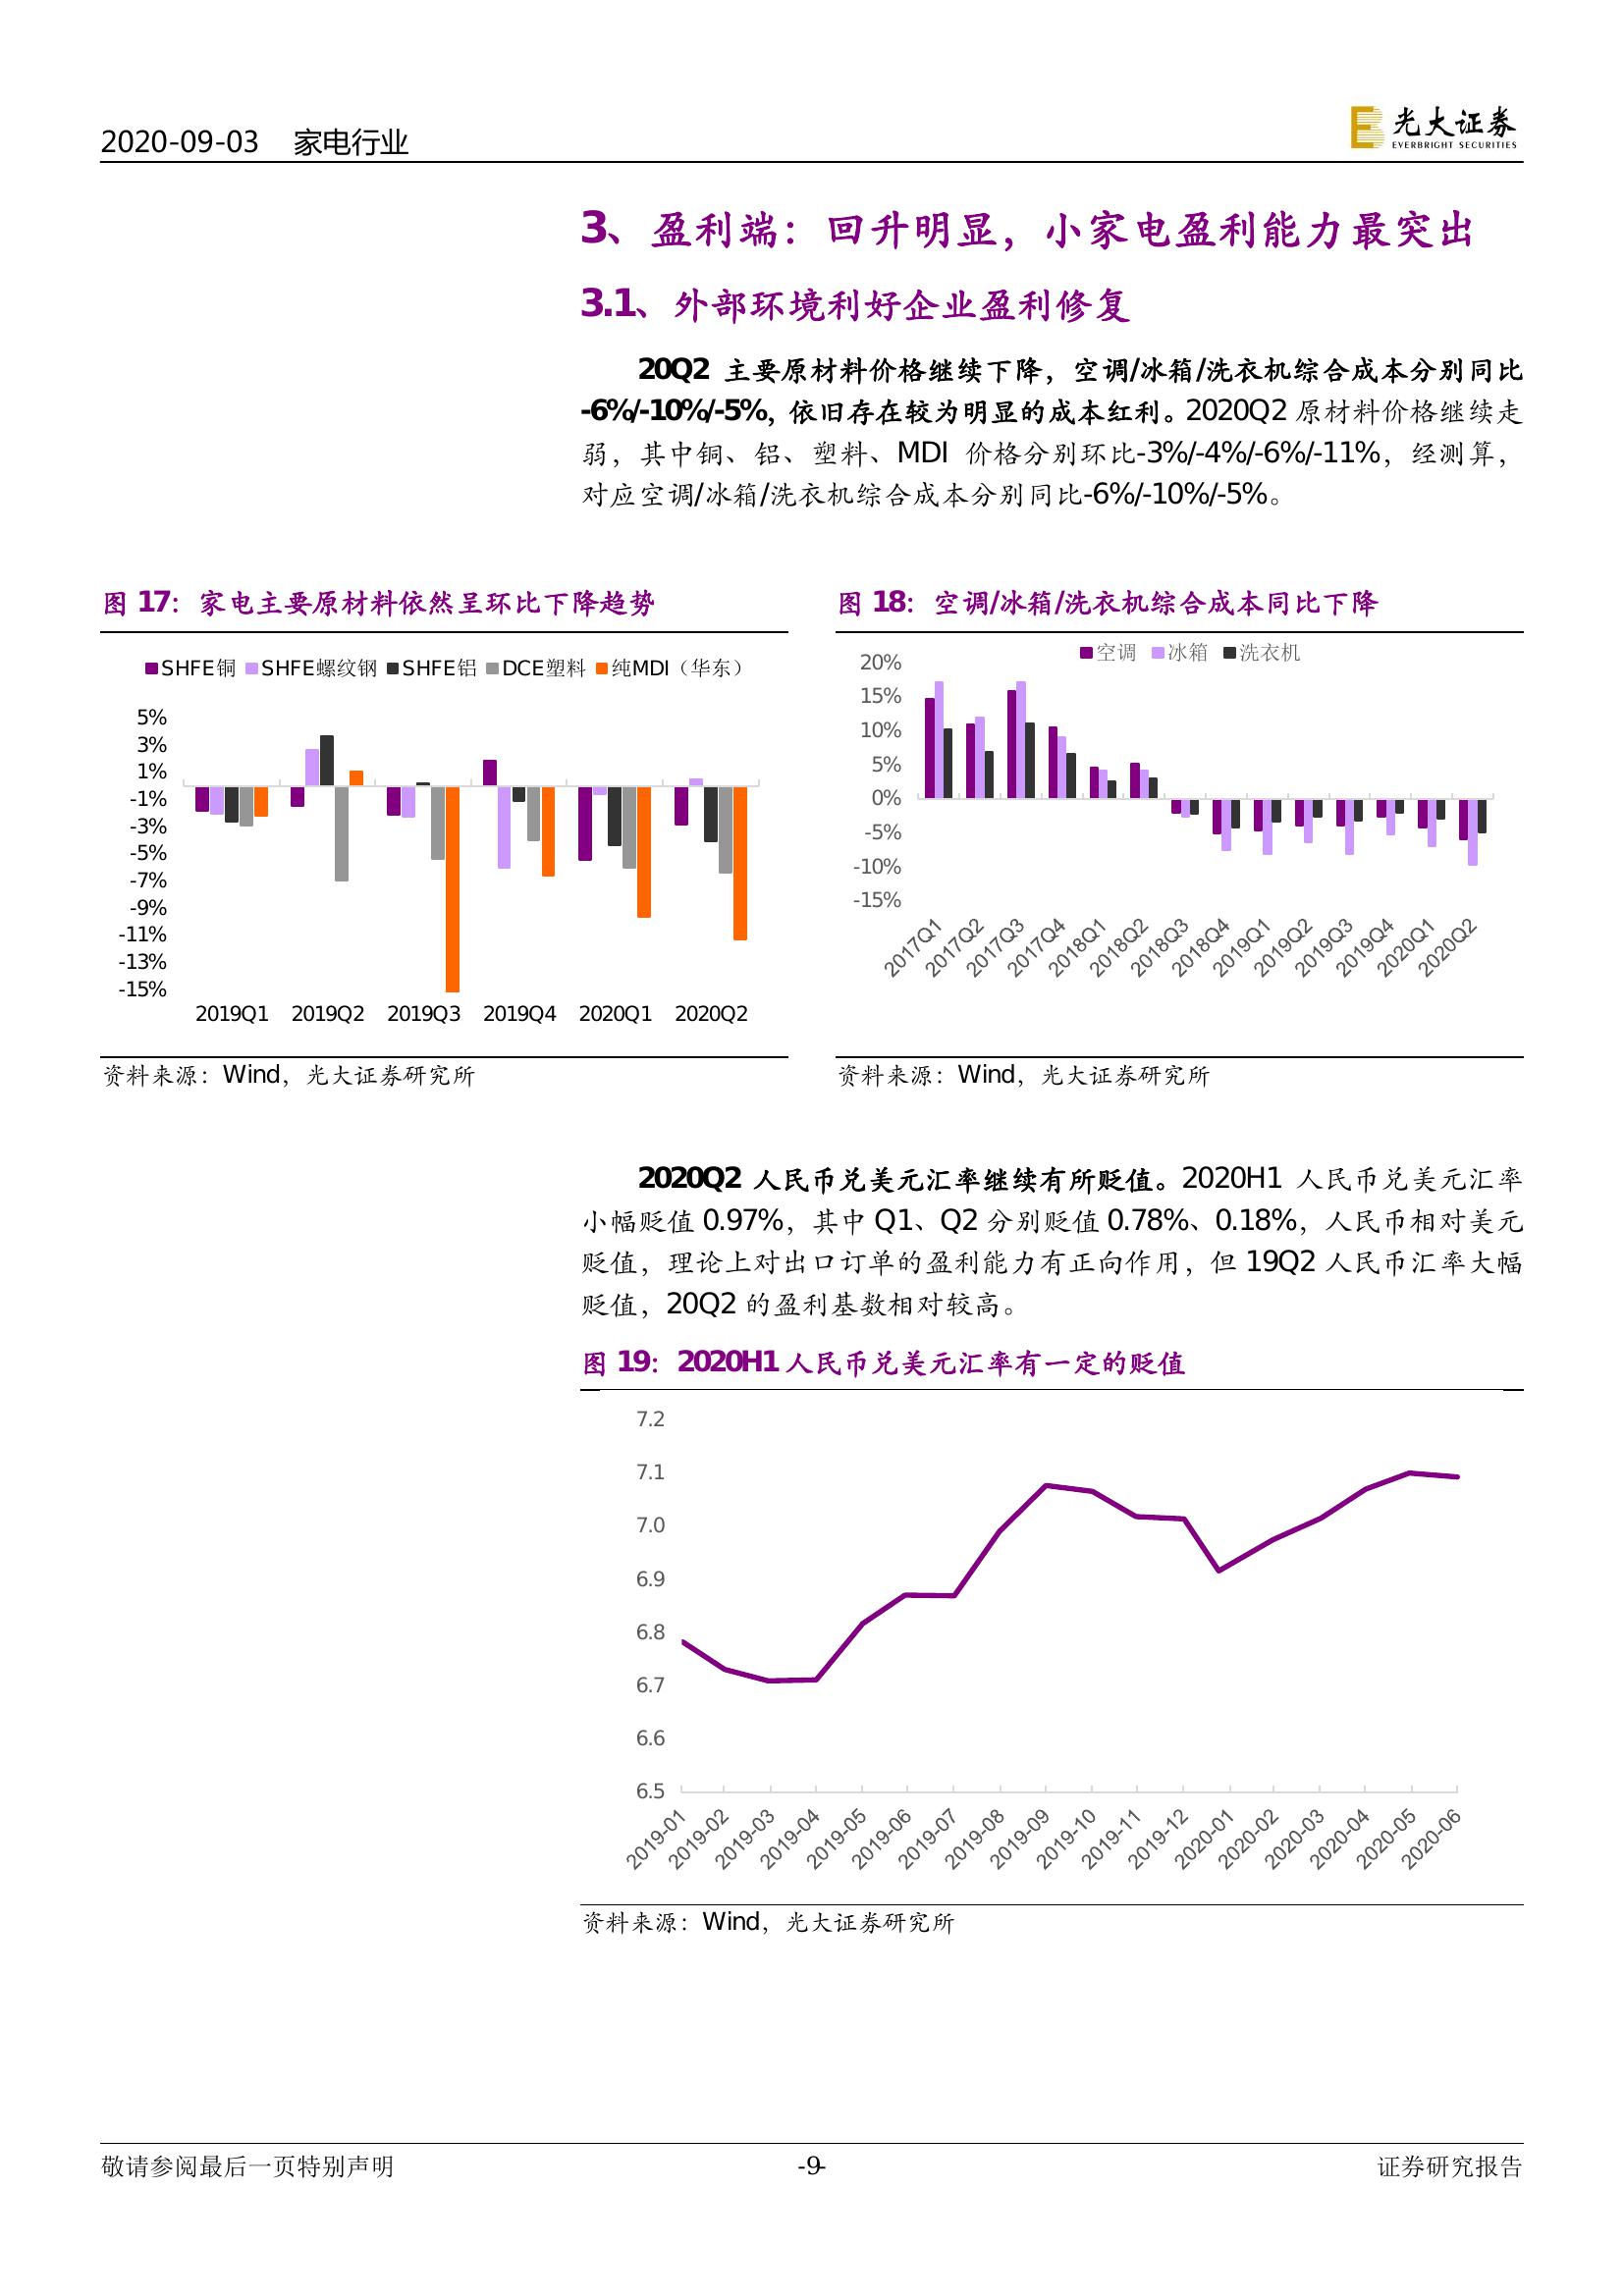 2020-09-03 家电行业
光大证券
EVERBRIGHT SECURITIES
3、盈利端：回升明显，小家电盈利能力最突出
3.1、外部环境利好企业盈利修复
20Q2 主要原材料价格继续下降，空调/冰箱/洗衣机综合成本分别同比
-6%/-10%/-5%，依旧存在较为明显的成本红利。2020Q2 原材料价格继续走
弱，其中铜、铝、塑料、MDI 价格分别环比-3%/-4%/-6%/-11%，经测算，
对应空调/冰箱/洗衣机综合成本分别同比-6%/-10%/-5%。
图 17：家电主要原材料依然呈环比下降趋势
SHFE铜 SHFE螺纹钢 SHFE铝 DCE塑料 纯MDI（华东）
5%
3%
1%
-1%
-3%
-5%
-7%
-9%
-11%
-13%
-15%
2019Q1 2019Q2 2019Q3 2019Q4 2020Q1 2020Q2
资料来源：Wind，光大证券研究所
图 18：空调/冰箱/洗衣机综合成本同比下降
空调 冰箱 洗衣机
20%
15%
10%
5%
0%
-5%
-10%
-15%
2017Q1 2017Q2 2017Q3 2017Q4 2018Q1 2018Q2 2018Q3 2018Q4 2019Q1 2019Q2 2019Q3 2019Q4 2020Q1 2020Q2
资料来源：Wind，光大证券研究所
2020Q2 人民币兑美元汇率继续有所贬值。2020H1 人民币兑美元汇率
小幅贬值 0.97%，其中 Q1、Q2 分别贬值 0.78%、0.18%，人民币相对美元
贬值，理论上对出口订单的盈利能力有正向作用，但 19Q2 人民币汇率大幅
贬值，20Q2 的盈利基数相对较高。
图 19：2020H1 人民币兑美元汇率有一定的贬值
7.2
7.1
7.0
6.9
6.8
6.7
6.6
6.5
2019-01 2019-02 2019-03 2019-04 2019-05 2019-06 2019-07 2019-08 2019-09 2019-10 2019-11 2019-12 2020-01 2020-02 2020-03 2020-04 2020-05 2020-06
资料来源：Wind，光大证券研究所
敬请参阅最后一页特别声明 -9- 证券研究报告